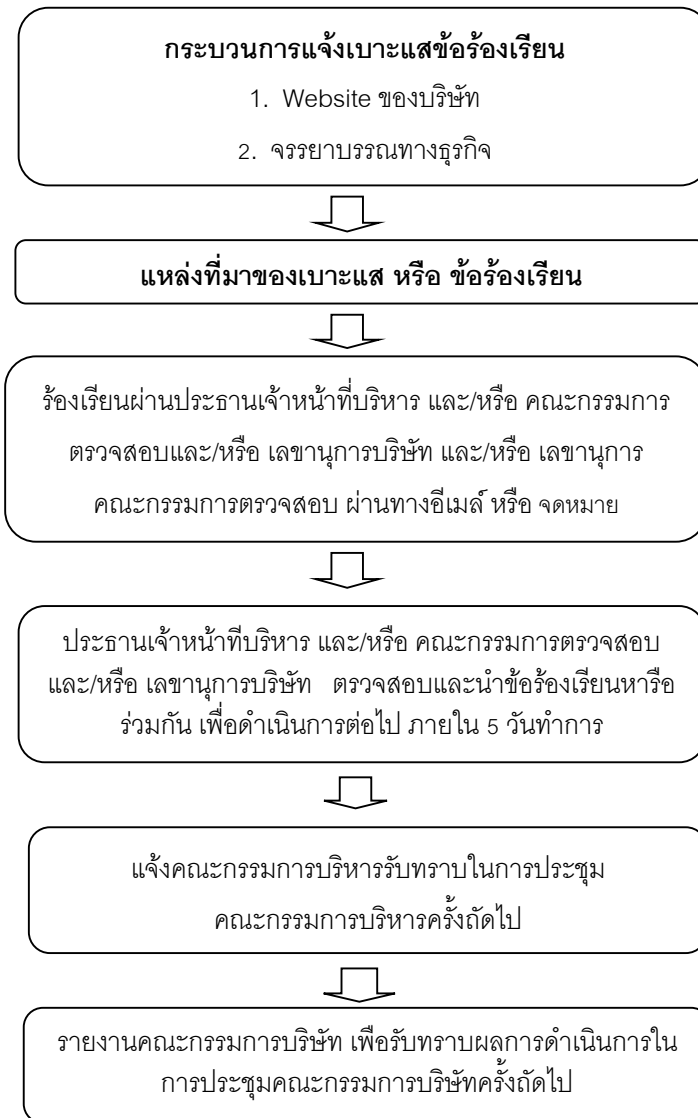 กระบวนการแจ้งเบาะแสข้อร้องเรียน
1. Website ของบริษัท
2. จรรยาบรรณทางธุรกิจ
แหล่งที่มาของเบาะแส หรือ ข้อร้องเรียน
ร้องเรียนผ่านประธานเจ้าหน้าที่บริหาร และ/หรือ คณะกรรมการ
ตรวจสอบและ/หรือ เลขานุการบริษัท และ/หรือ เลขานุการ
คณะกรรมการตรวจสอบ ผ่านทางอีเมล์ หรือ จดหมาย
ประธานเจ้าหน้าที่บริหาร และ/หรือ คณะกรรมการตรวจสอบ
และ/หรือ เลขานุการบริษัท ตรวจสอบและนำข้อร้องเรียนหารือ
ร่วมกัน เพื่อดำเนินการต่อไป ภายใน 5 วันทำการ
แจ้งคณะกรรมการบริหารรับทราบในการประชุม
คณะกรรมการบริหารครั้งถัดไป
รายงานคณะกรรมการบริษัท เพื่อรับทราบผลการดำเนินการใน
การประชุมคณะกรรมการบริษัทครั้งถัดไป